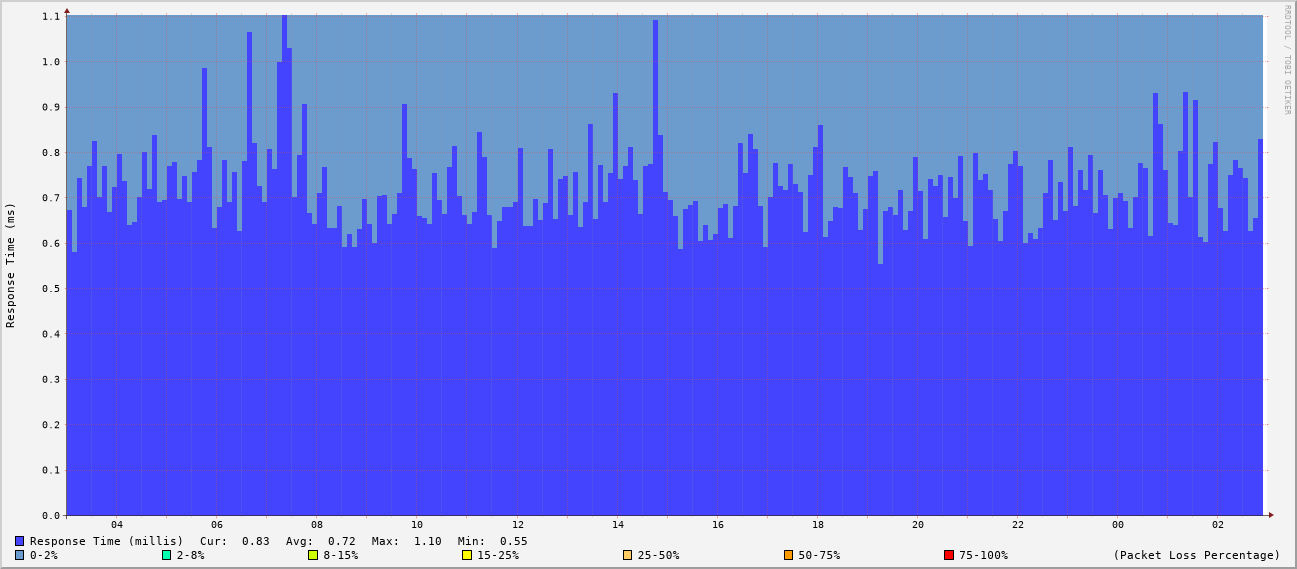 RRDTOOL / TOBI OETIKER
Response Time (ms)
1.1
1.0
0.9
0.8
0.7
0.6
0.5
0.4
0.3
0.2
0.1
0.0
04 06 08 10 12 14 16 18 20 22 00 02
Response Time (millis) Cur: 0.83 Avg: 0.72 Max: 1.10 Min: 0.55
0-2% 2-8% 8-15% 15-25% 25-50% 50-75% 75-100% (Packet Loss Percentage)